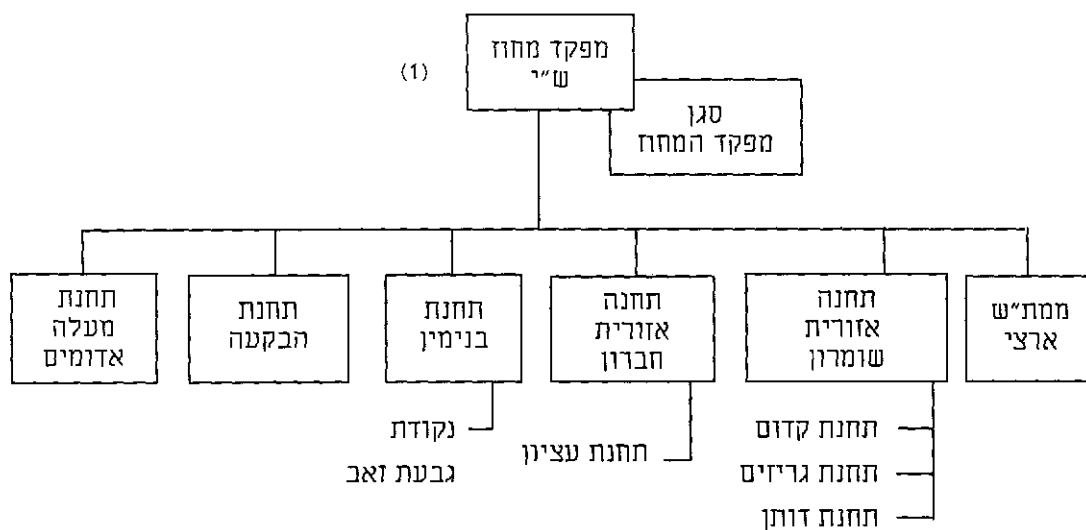 מפקד מחוז
ש"י
(1)
סגן
מפקד המחוז
ממת"ש
ארצי
תחנה
אזורית
שומרון
תחנה
אזורית
חברון
תחנת
בנימין
תחנת
הבקעה
תחנת
מעלה
אדומים
תחנת קדום
תחנת גריזים
תחנת דותן
תחנת עציון
נקודת
גבעת זאב